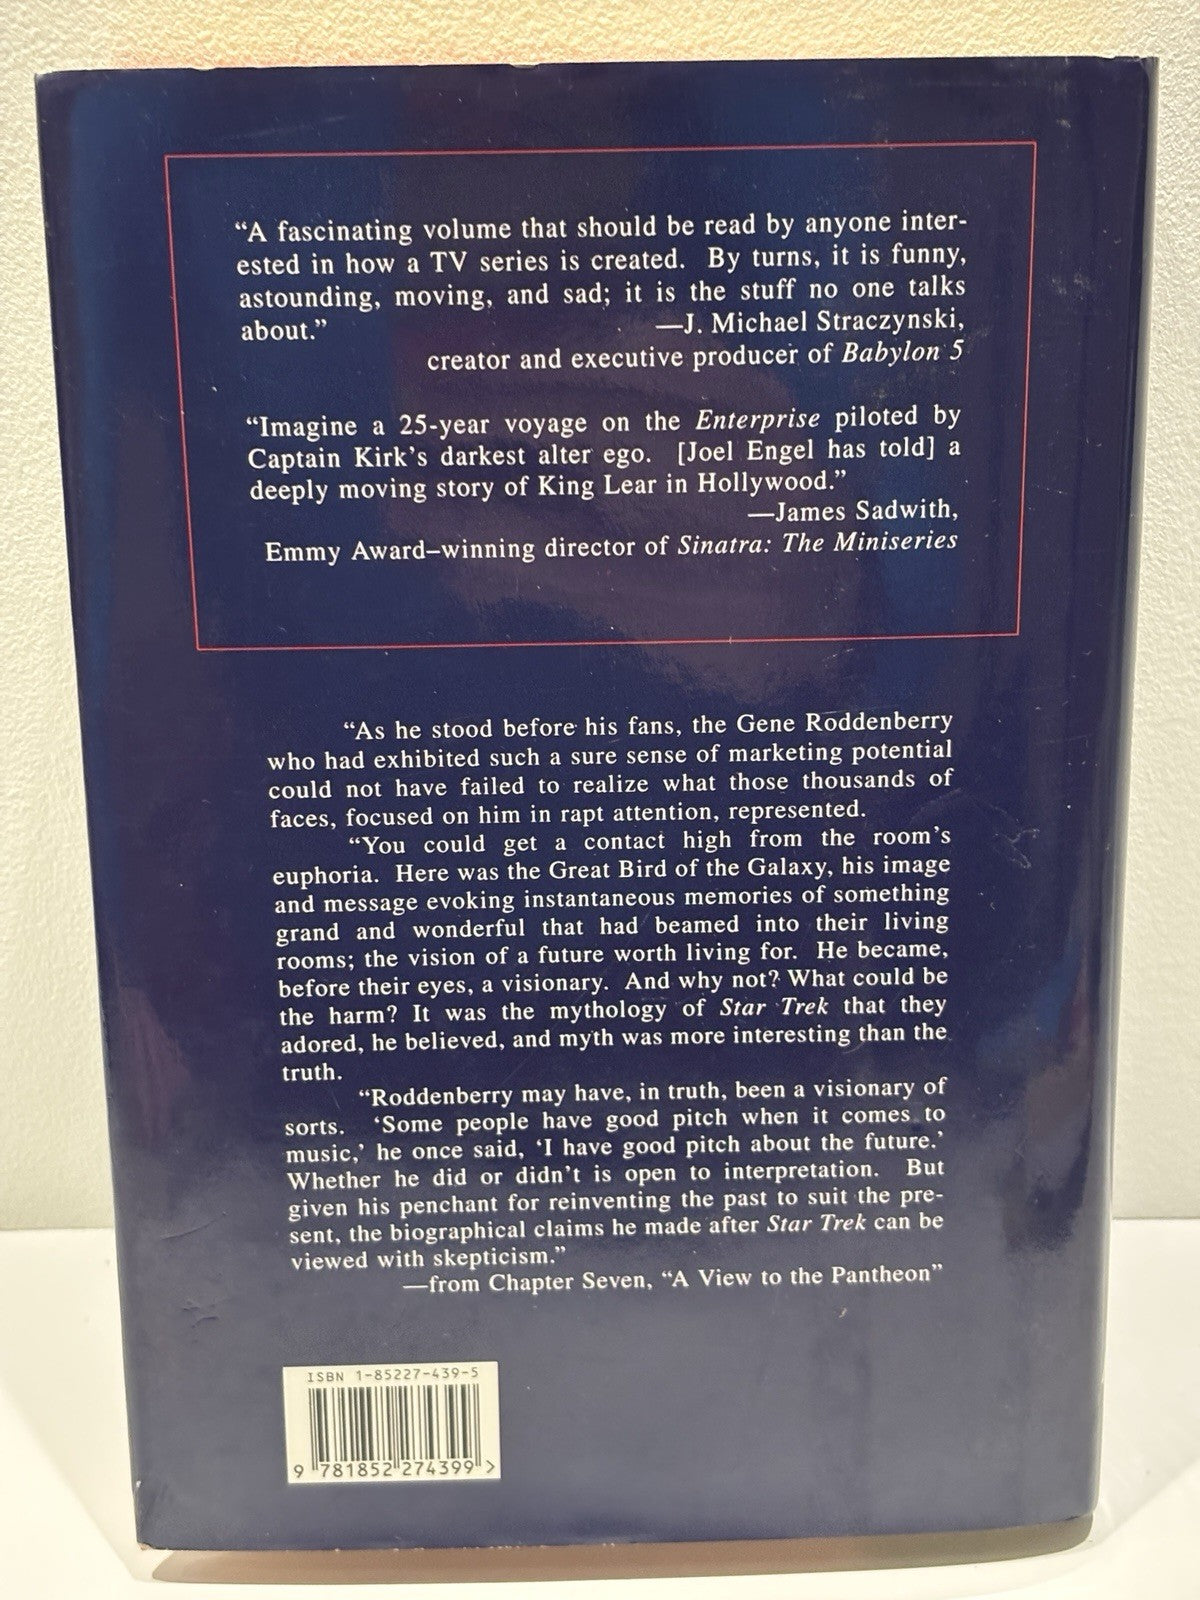 “A fascinating volume that should be read by anyone inter-
ested in how a TV series is created. By turns, it is funny,
astounding, moving, and sad; it is the stuff no one talks
about.” —J. Michael Straczynski,
creator and executive producer of Babylon 5
“Imagine a 25-year voyage on the Enterprise piloted by
Captain Kirk’s darkest alter ego. [Joel Engel has told] a
deeply moving story of King Lear in Hollywood.”
—James Sadwith,
Emmy Award–winning director of Sinatra: The Miniseries
“As he stood before his fans, the Gene Roddenberry
who had exhibited such a sure sense of marketing potential
could not have failed to realize what those thousands of
faces, focused on him in rapt attention, represented.
“You could get a contact high from the room’s
euphoria. Here was the Great Bird of the Galaxy, his image
and message evoking instantaneous memories of something
grand and wonderful that had beamed into their living
rooms; the vision of a future worth living for. He became,
before their eyes, a visionary. And why not? What could be
the harm? It was the mythology of Star Trek that they
adored, he believed, and myth was more interesting than the
truth.
“Roddenberry may have, in truth, been a visionary of
sorts. ‘Some people have good pitch when it comes to
music,’ he once said, ‘I have good pitch about the future.’
Whether he did or didn’t is open to interpretation. But
given his penchant for reinventing the past to suit the pre-
sent, the biographical claims he made after Star Trek can be
viewed with skepticism.”
—from Chapter Seven, “A View to the Pantheon”
ISBN 1-85227-439-5
9 781852 274399 >